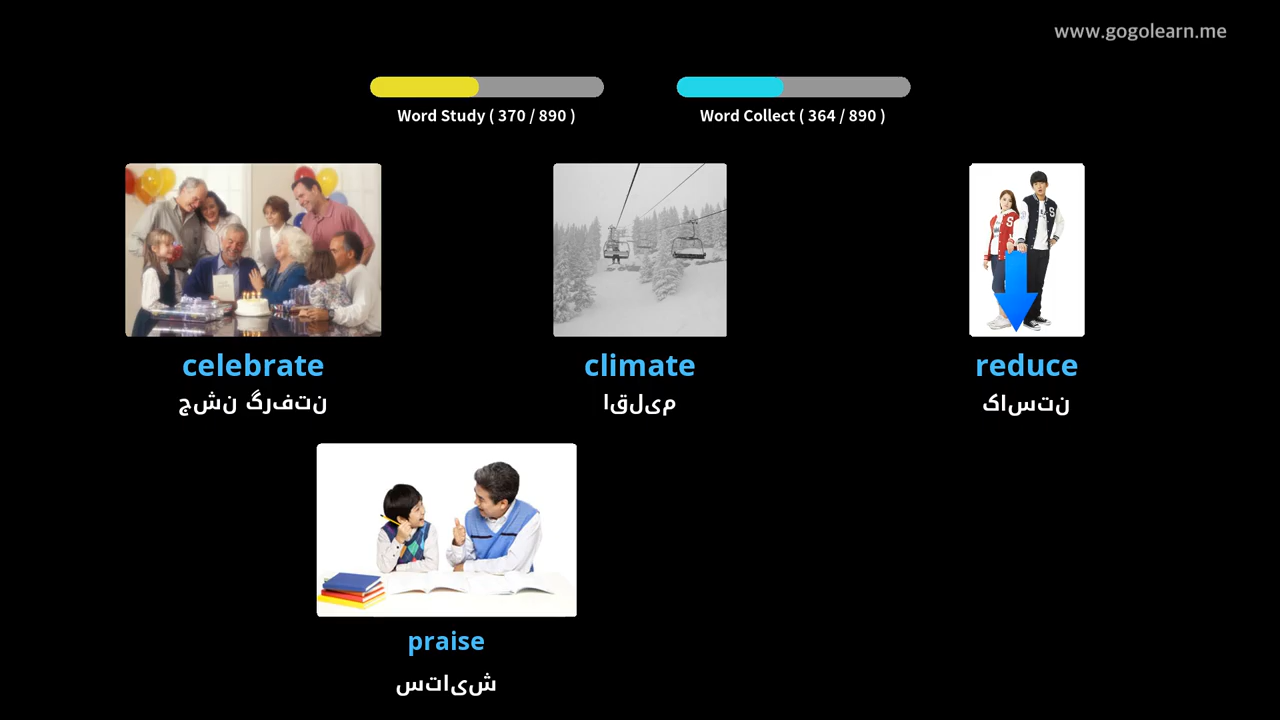 www.gogolearn.me
Word Study ( 370 / 890 )
Word Collect ( 364 / 890 )
celebrate
نتفرگ نشج
climate
میلقا
reduce
نتساک
praise
شیاتس